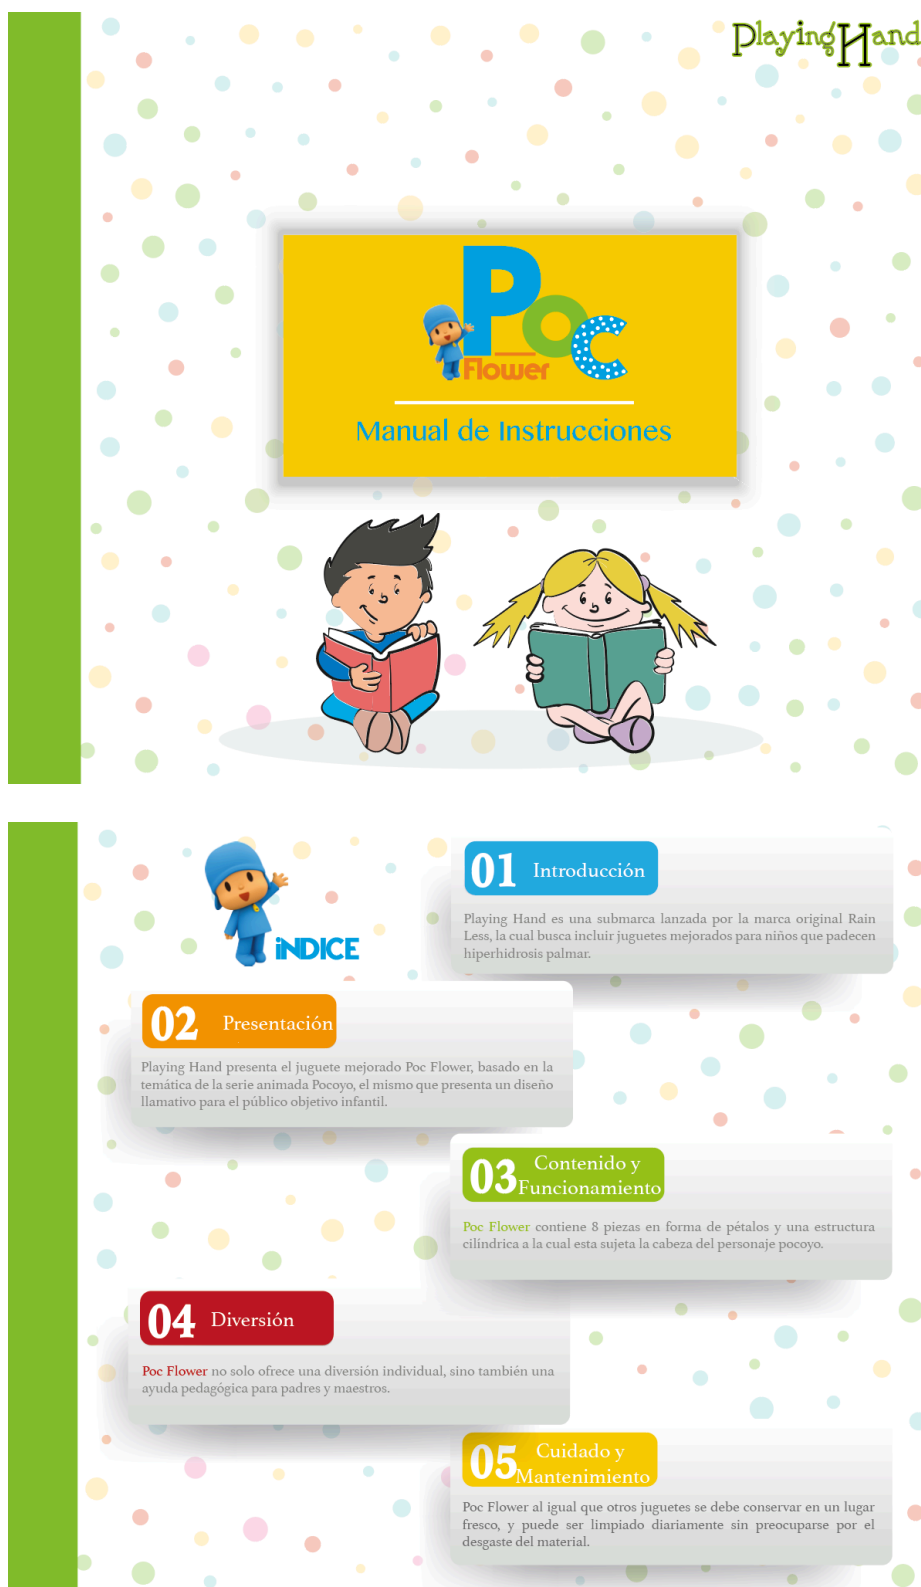 PlayingHand
Poc
Flower
Manual de Instrucciones
iNDICE
01 Introducción
Playing Hand es una submarca lanzada por la marca original Rain
Less, la cual busca incluir juguetes mejorados para niños que padecen
hiperhidrosis palmar.
02 Presentación
Playing Hand presenta el juguete mejorado Poc Flower, basado en la
temática de la serie animada Pocoyo, el mismo que presenta un diseño
llamativo para el público objetivo infantil.
03 Contenido y
Funcionamiento
Poc Flower contiene 8 piezas en forma de pétalos y una estructura
cilíndrica a la cual esta sujeta la cabeza del personaje pocoyo.
04 Diversión
Poc Flower no solo ofrece una diversión individual, sino también una
ayuda pedagógica para padres y maestros.
05 Cuidado y
Mantenimiento
Poc Flower al igual que otros juguetes se debe conservar en un lugar
fresco, y puede ser limpiado diariamente sin preocuparse por el
desgaste del material.